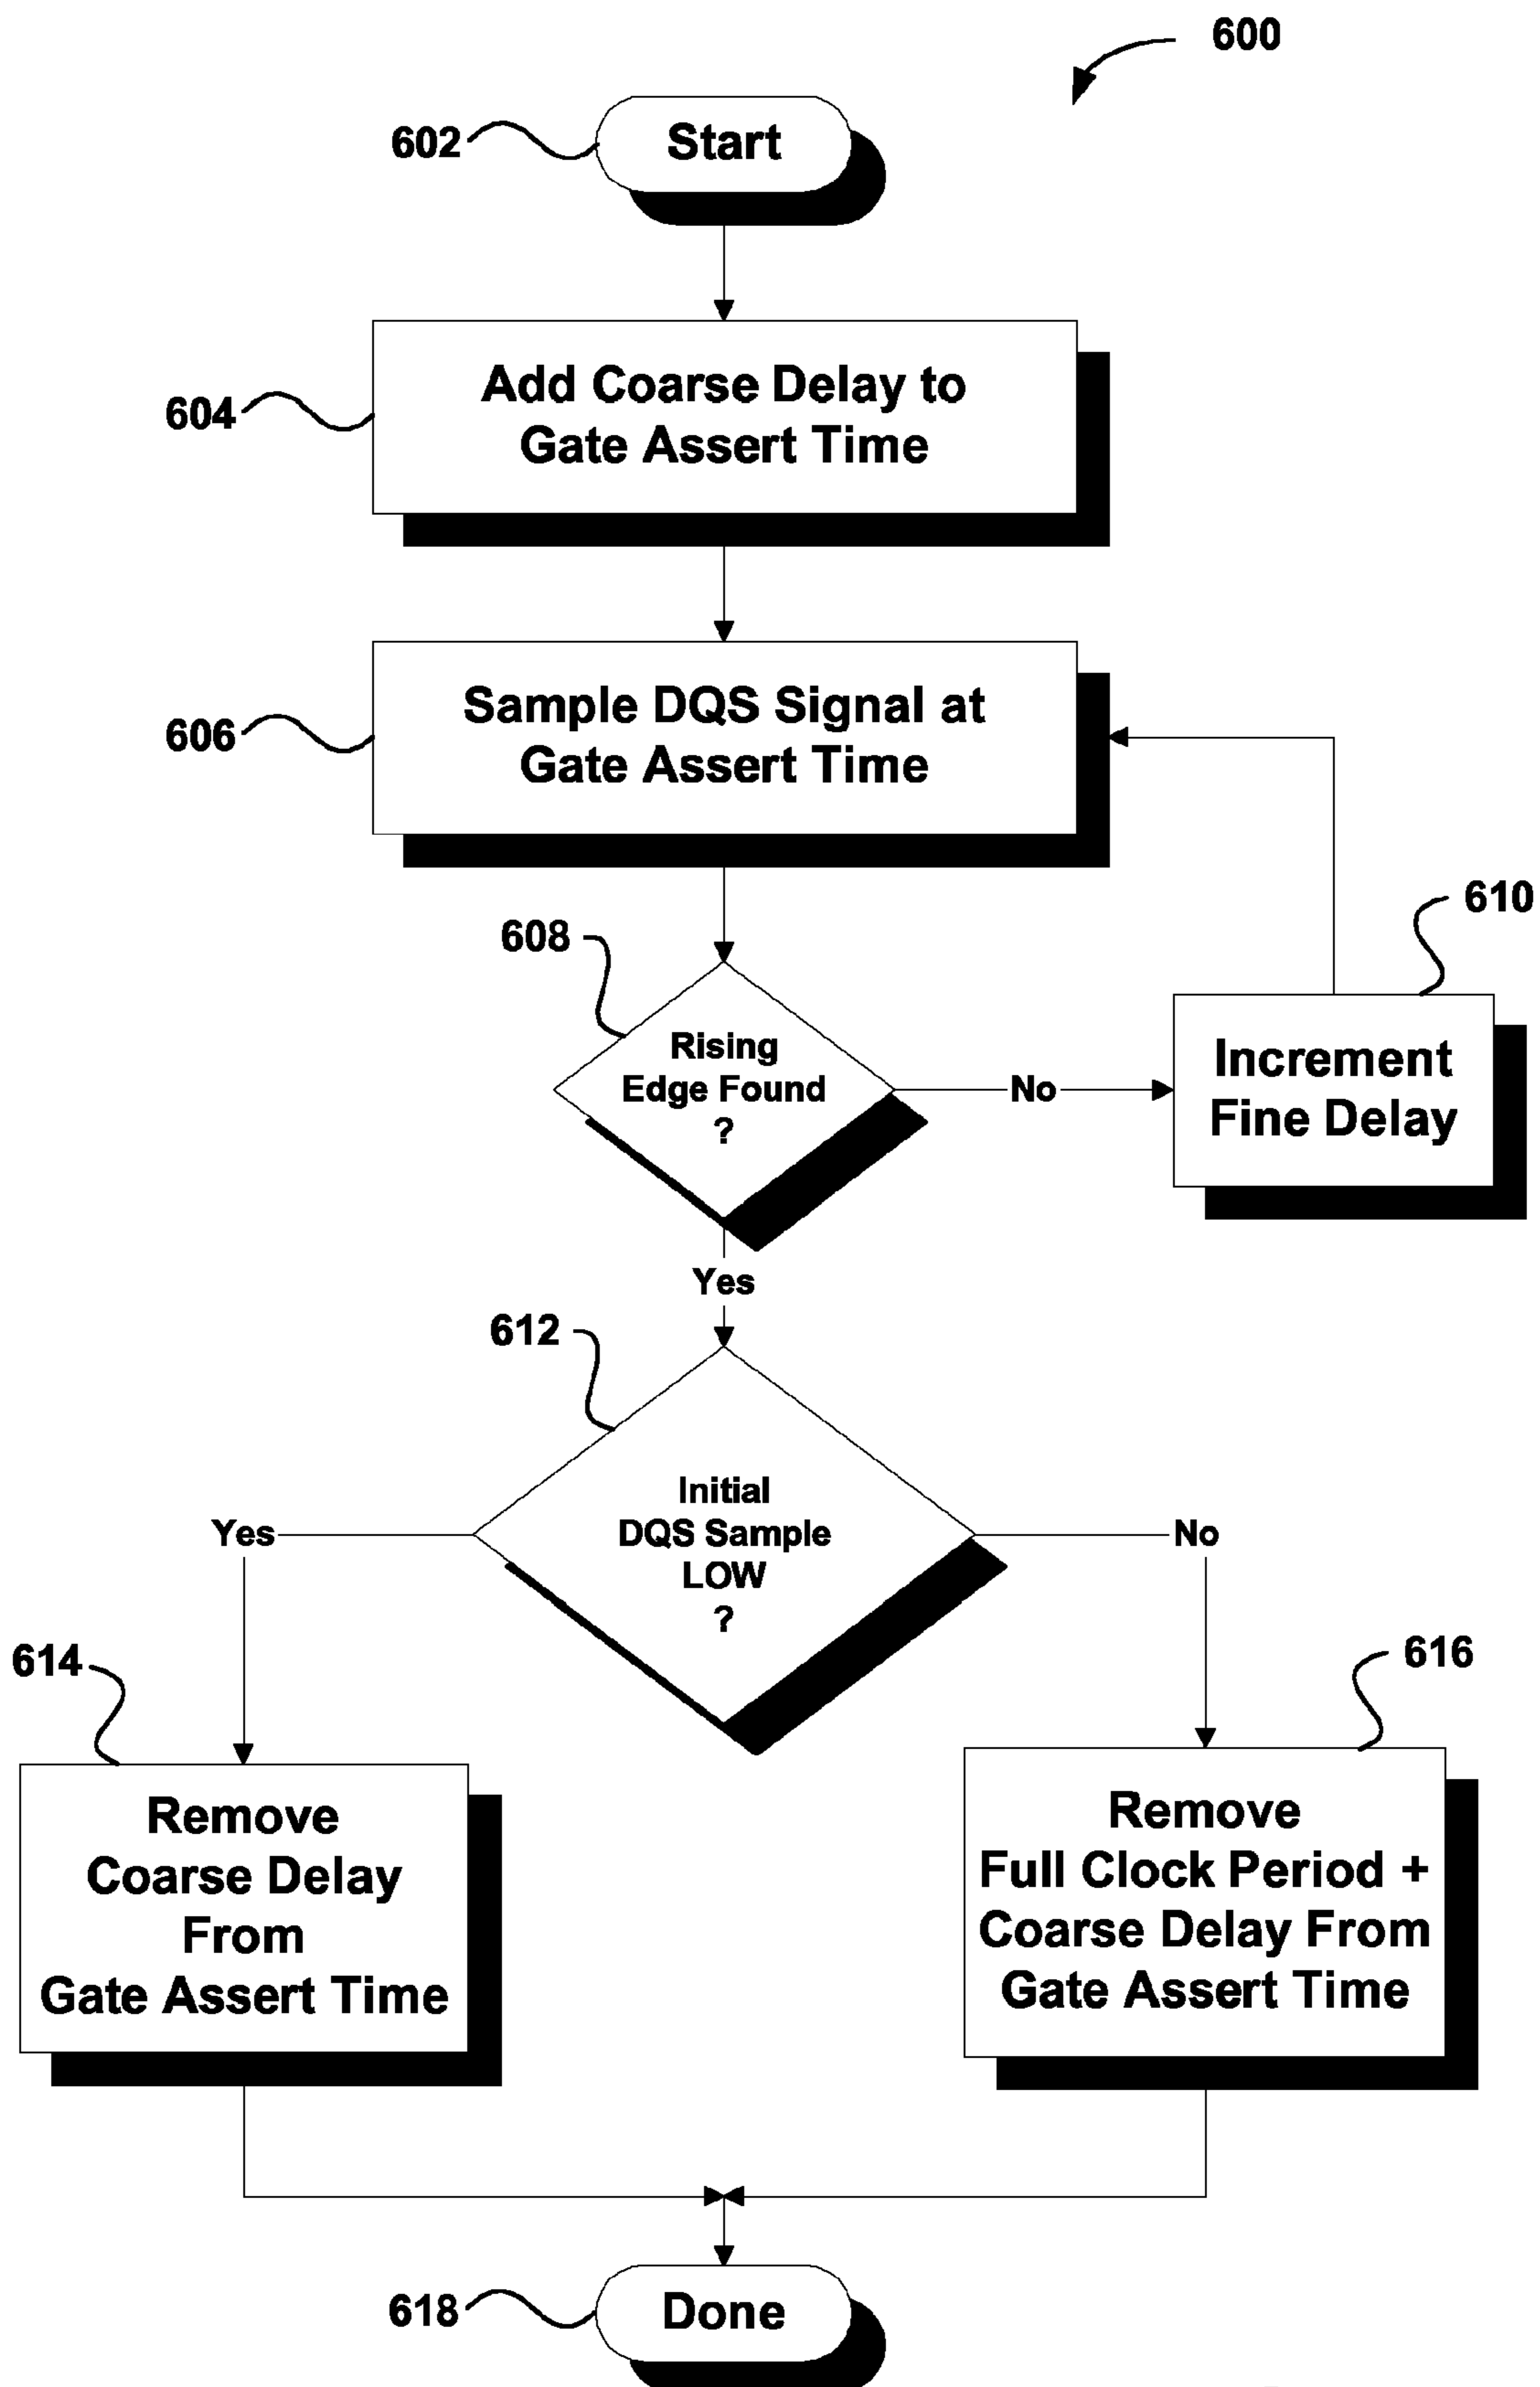 600
602
Start
604
Add Coarse Delay to
Gate Assert Time
606
Sample DQS Signal at
Gate Assert Time
608
Rising
Edge Found
?
No
610
Increment
Fine Delay
Yes
612
Initial
DQS Sample
LOW
?
Yes
No
614
Remove
Coarse Delay
From
Gate Assert Time
616
Remove
Full Clock Period +
Coarse Delay From
Gate Assert Time
618
Done